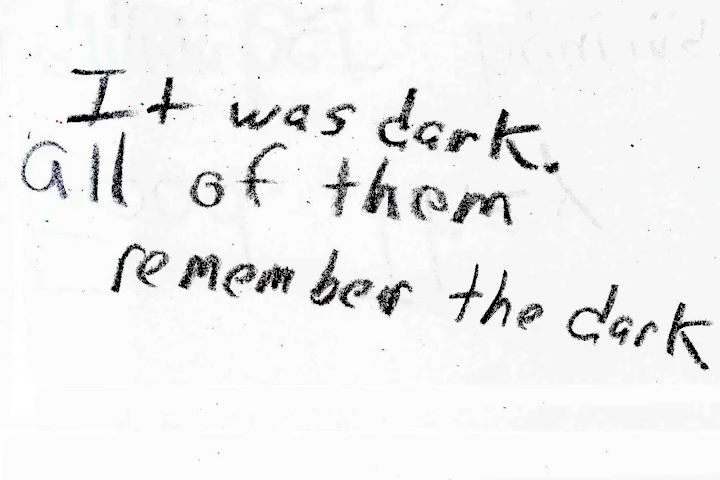 It was dark.
all of them
remember the dark